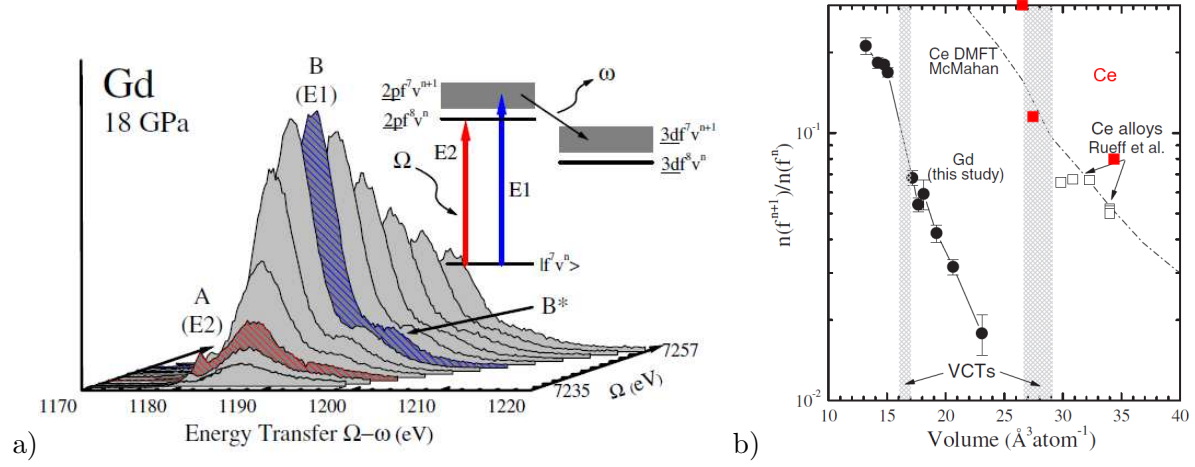 Gd
18 GPa
B
(E1)
A
(E2)
B*
2pf⁷vⁿ⁺¹
2pf⁸vⁿ
ω
3df⁷vⁿ⁺¹
3df⁸vⁿ
E2
Ω
E1
|f⁷vⁿ>
7257
7235
Ω (eV)
1170 1180 1190 1200 1210 1220
Energy Transfer Ω−ω (eV)
a)
Ce DMFT
McMahan
Ce
Ce alloys
Rueff et al.
Gd
(this study)
VCTs
10⁻¹
10⁻²
n(fⁿ⁺¹)/n(fⁿ)
10 15 20 25 30 35 40
Volume (Å³atom⁻¹)
b)